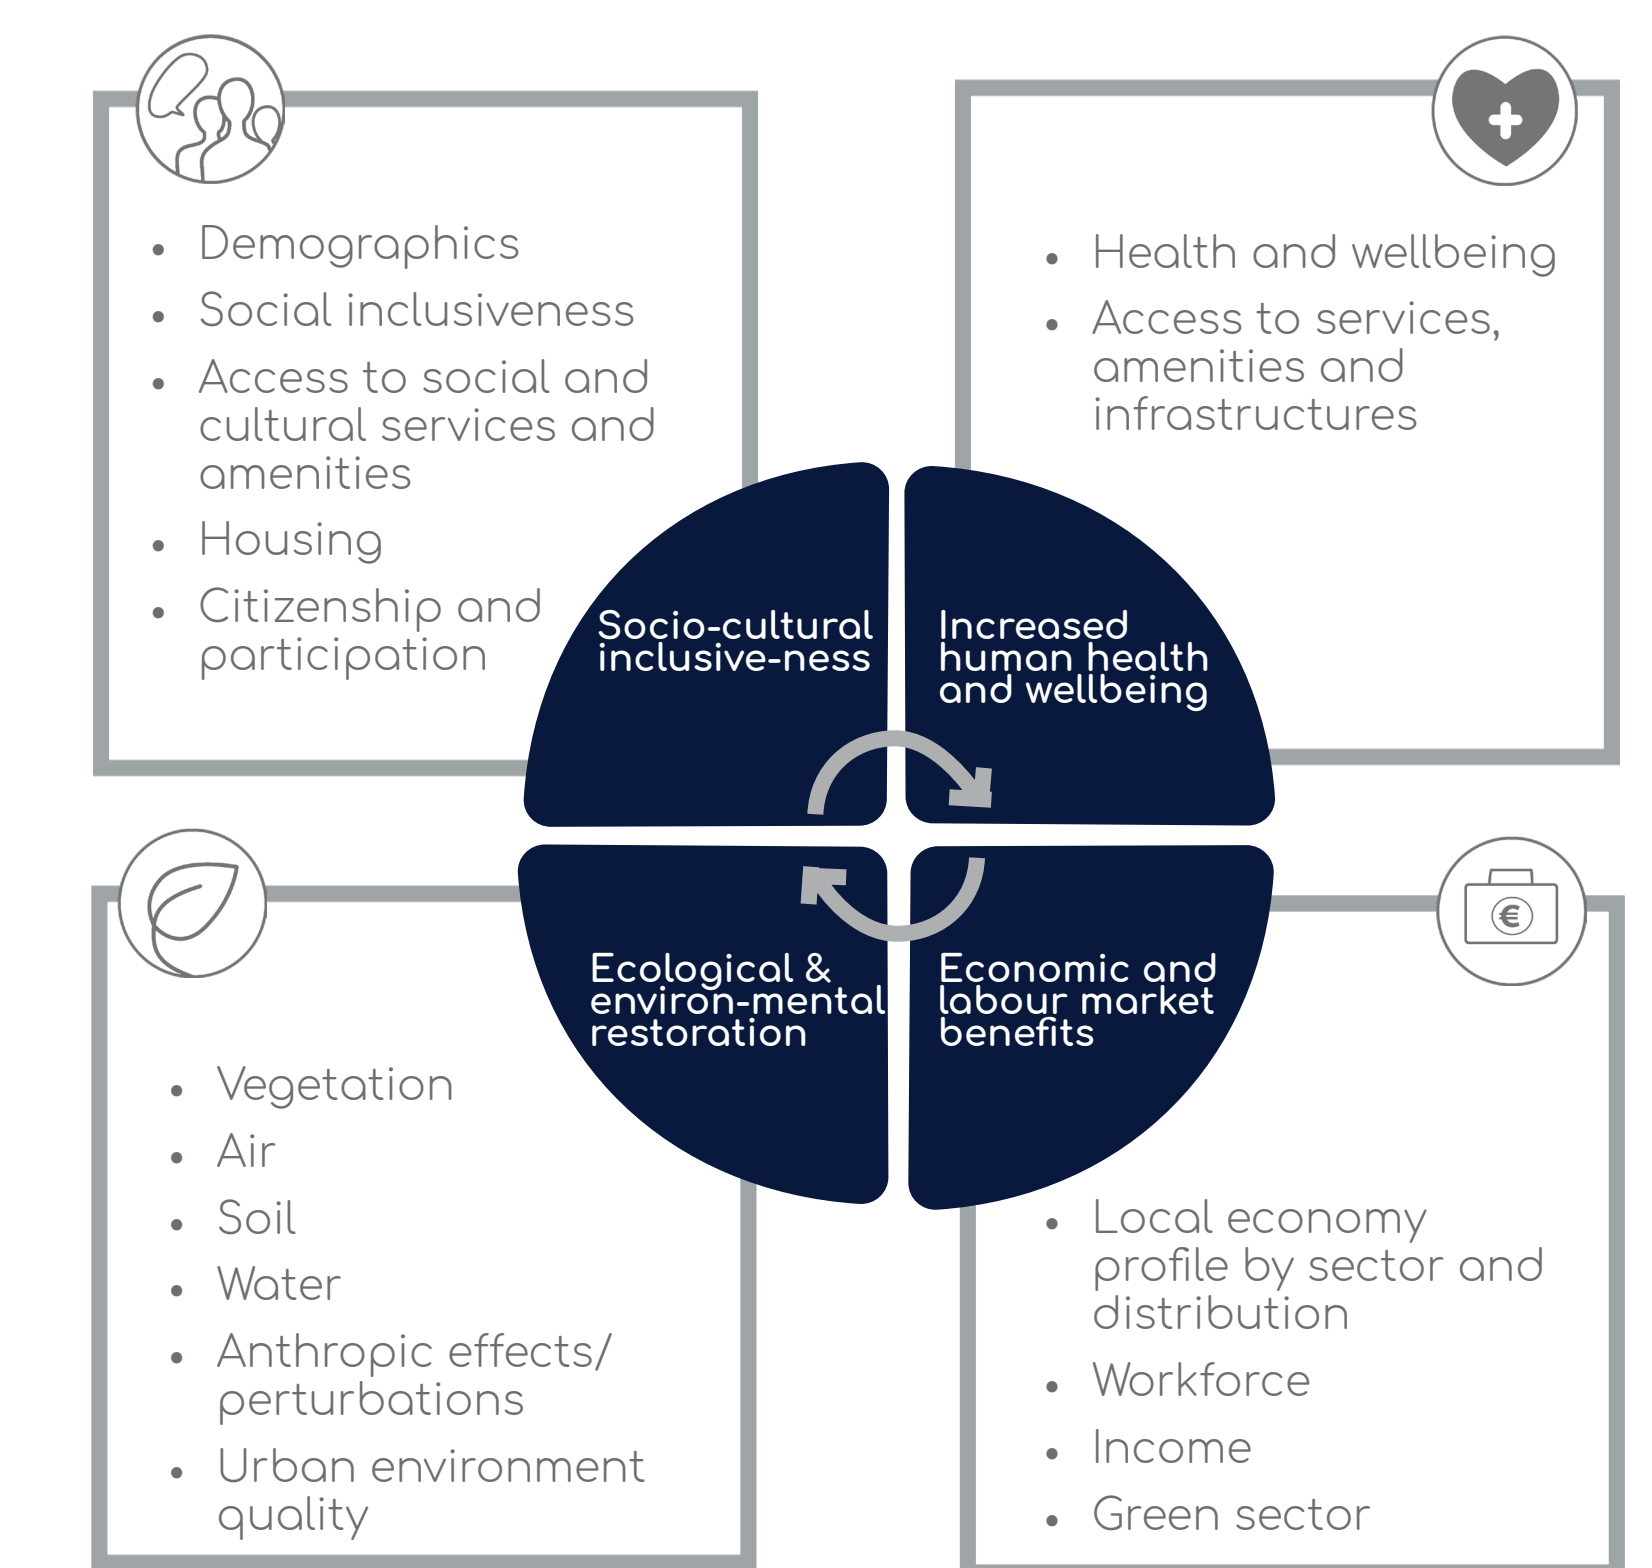 Demographics
Social inclusiveness
Access to social and
cultural services and
amenities
Housing
Citizenship and
participation
Health and wellbeing
Access to services,
amenities and
infrastructures
Socio-cultural
inclusive-ness
Increased
human health
and wellbeing
Ecological &
environ-mental
restoration
Economic and
labour market
benefits
€
Vegetation
Air
Soil
Water
Anthropic effects/
perturbations
Urban environment
quality
Local economy
profile by sector and
distribution
Workforce
Income
Green sector